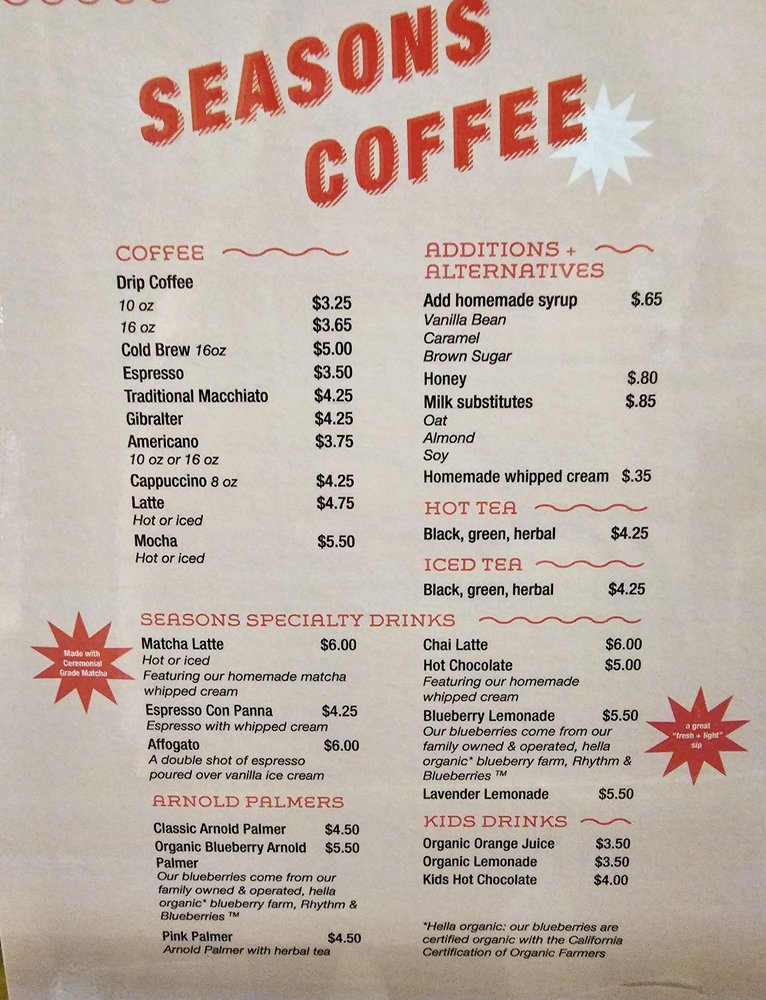 SEASONS
COFFEE
COFFEE
Drip Coffee
10 oz $3.25
16 oz $3.65
Cold Brew 16oz $5.00
Espresso $3.50
Traditional Macchiato $4.25
Gibralter $4.25
Americano $3.75
10 oz or 16 oz
Cappuccino 8 oz $4.25
Latte $4.75
Hot or iced
Mocha $5.50
Hot or iced
ADDITIONS +
ALTERNATIVES
Add homemade syrup $.65
Vanilla Bean
Caramel
Brown Sugar
Honey $.80
Milk substitutes $.85
Oat
Almond
Soy
Homemade whipped cream $.35
HOT TEA
Black, green, herbal $4.25
ICED TEA
Black, green, herbal $4.25
SEASONS SPECIALTY DRINKS
Made with
Ceremonial
Grade Matcha
Matcha Latte $6.00
Hot or iced
Featuring our homemade matcha
whipped cream
Espresso Con Panna $4.25
Espresso with whipped cream
Affogato $6.00
A double shot of espresso
poured over vanilla ice cream
Chai Latte $6.00
Hot Chocolate $5.00
Featuring our homemade
whipped cream
Blueberry Lemonade $5.50
Our blueberries come from our
family owned & operated, hella
organic* blueberry farm, Rhythm &
Blueberries ™
Lavender Lemonade $5.50
a great
"fresh + light"
sip
ARNOLD PALMERS
Classic Arnold Palmer $4.50
Organic Blueberry Arnold $5.50
Palmer
Our blueberries come from our
family owned & operated, hella
organic* blueberry farm, Rhythm &
Blueberries ™
Pink Palmer $4.50
Arnold Palmer with herbal tea
KIDS DRINKS
Organic Orange Juice $3.50
Organic Lemonade $3.50
Kids Hot Chocolate $4.00
*Hella organic: our blueberries are
certified organic with the California
Certification of Organic Farmers